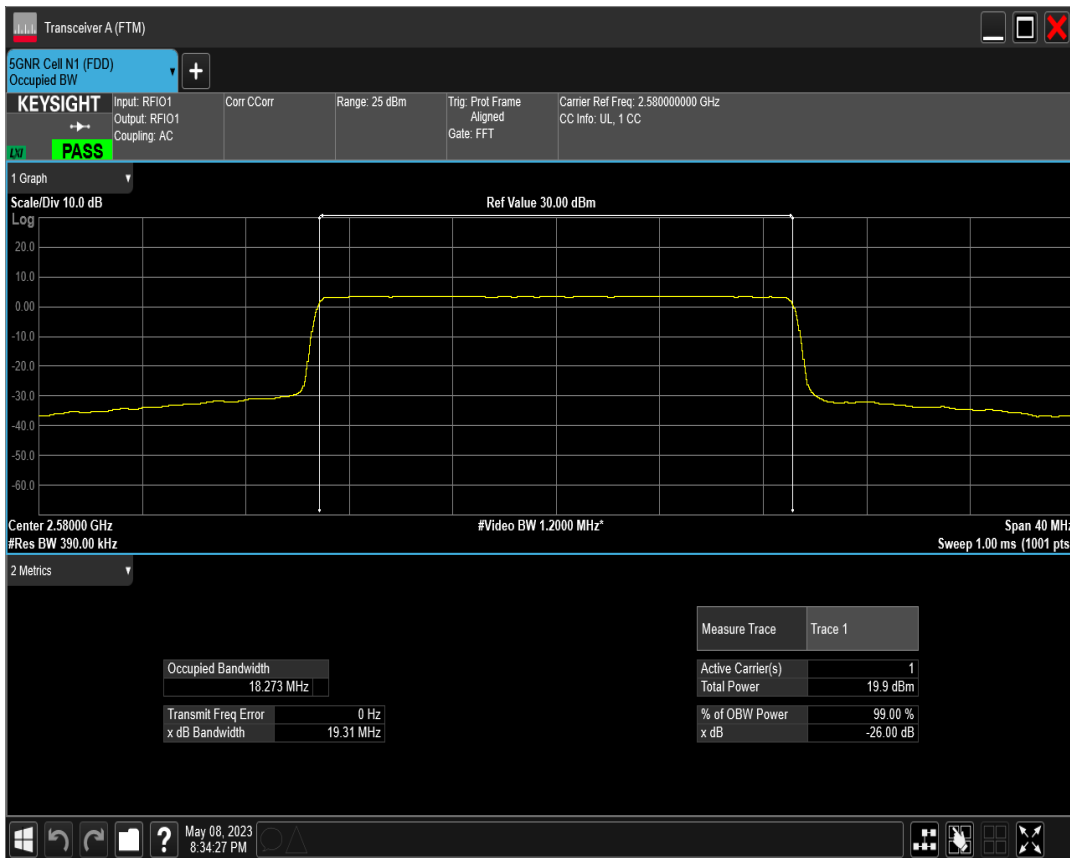 Transceiver A (FTM)
5GNR Cell N1 (FDD)
Occupied BW
+
KEYSIGHT
LXI
PASS
Input: RFIO1
Output: RFIO1
Coupling: AC
Corr CCorr
Range: 25 dBm
Trig: Prot Frame
Aligned
Gate: FFT
Carrier Ref Freq: 2.580000000 GHz
CC Info: UL, 1 CC
1 Graph
Scale/Div 10.0 dB
Ref Value 30.00 dBm
Log
20.0
10.0
0.00
-10.0
-20.0
-30.0
-40.0
-50.0
-60.0
Center 2.58000 GHz
#Video BW 1.2000 MHz*
Span 40 MHz
#Res BW 390.00 kHz
Sweep 1.00 ms (1001 pts
2 Metrics
Measure Trace Trace 1
Occupied Bandwidth
18.273 MHz
Active Carrier(s) 1
Total Power 19.9 dBm
Transmit Freq Error 0 Hz
x dB Bandwidth 19.31 MHz
% of OBW Power 99.00 %
x dB -26.00 dB
?
May 08, 2023
8:34:27 PM